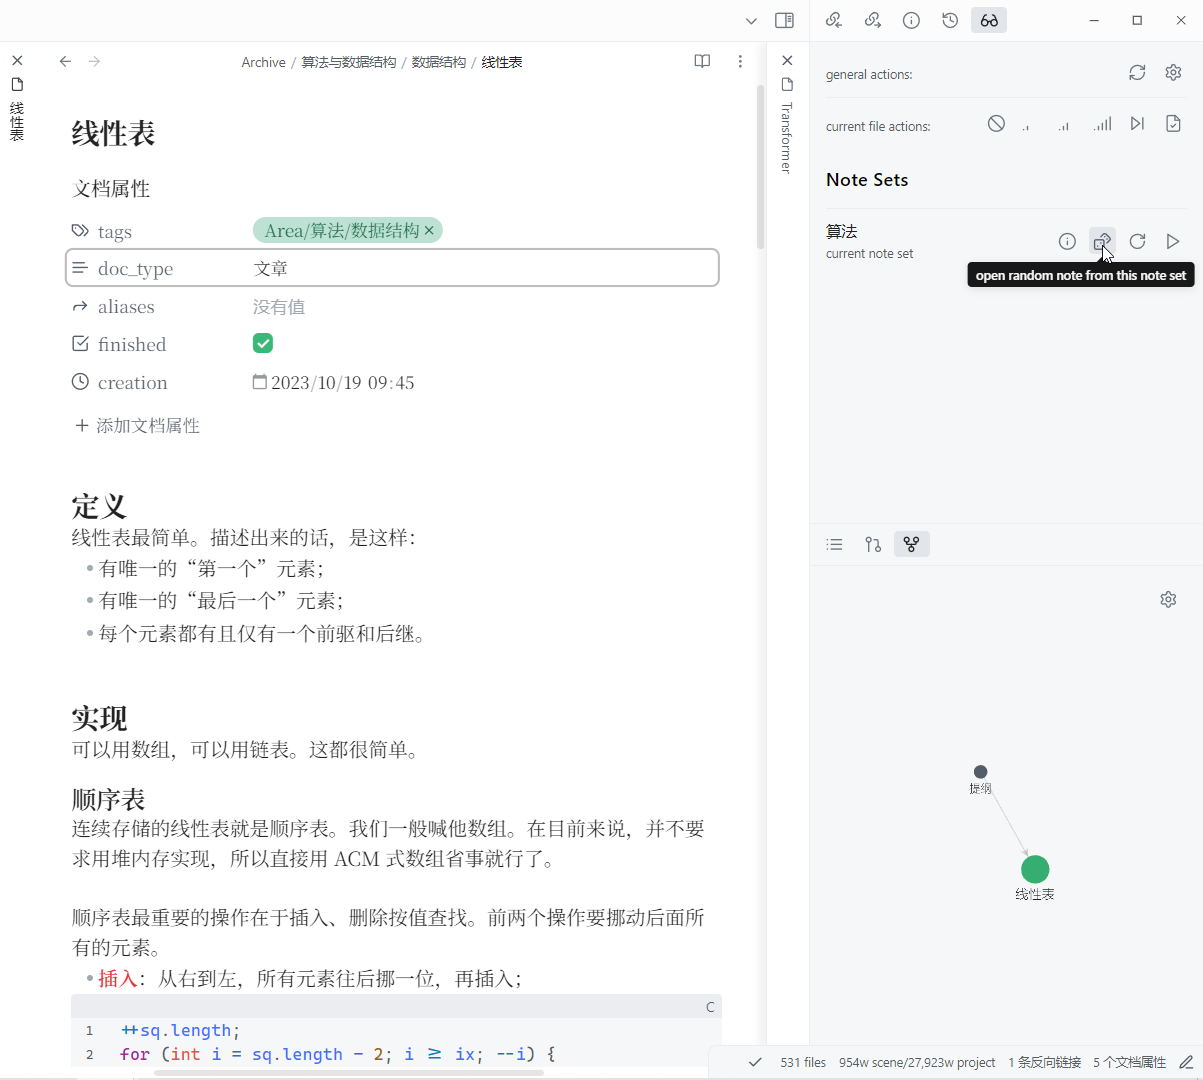 线性表
Archive / 算法与数据结构 / 数据结构 / 线性表
线性表
文档属性
tags Area/算法/数据结构 ×
doc_type 文章
aliases 没有值
finished
creation 2023/10/19 09:45
+ 添加文档属性
定义
线性表最简单。描述出来的话，是这样：
• 有唯一的“第一个”元素；
• 有唯一的“最后一个”元素；
• 每个元素都有且仅有一个前驱和后继。
实现
可以用数组，可以用链表。这都很简单。
顺序表
连续存储的线性表就是顺序表。我们一般喊他数组。在目前来说，并不要
求用堆内存实现，所以直接用 ACM 式数组省事就行了。
顺序表最重要的操作在于插入、删除按值查找。前两个操作要挪动后面所
有的元素。
• 插入：从右到左，所有元素往后挪一位，再插入；
C
1 ++sq.length;
2 for (int i = sq.length - 2; i ≥ ix; --i) {
Transformer
general actions:
current file actions:
Note Sets
算法
current note set
open random note from this note set
提纲
线性表
531 files 954w scene/27,923w project 1 条反向链接 5 个文档属性